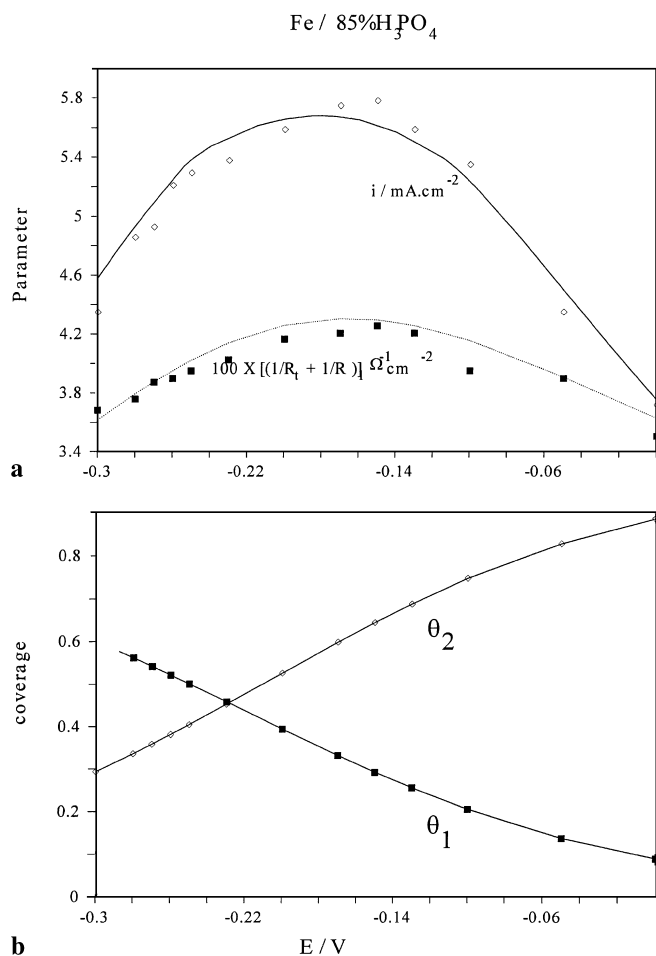 Fe / 85%H3PO4
5.8
5.4
5
4.6
4.2
3.8
3.4
Parameter
i / mA.cm-2
100 X [(1/Rt + 1/R1)] Ω-1cm-2
-0.3 -0.22 -0.14 -0.06
a
0.8
0.6
0.4
0.2
0
coverage
θ2
θ1
-0.3 -0.22 -0.14 -0.06
b E / V